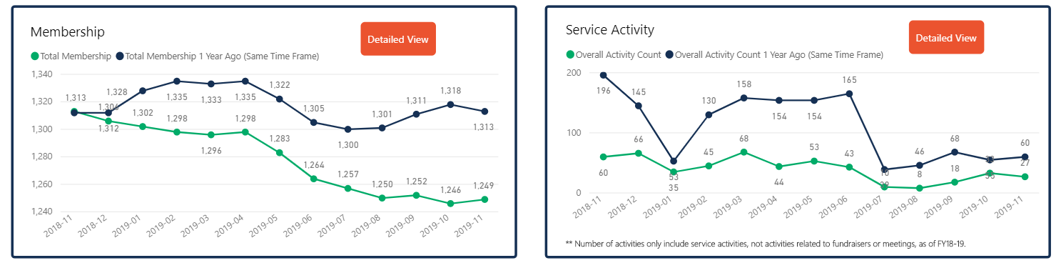 Membership
Detailed View
Total Membership Total Membership 1 Year Ago (Same Time Frame)
1,340
1,320
1,300
1,280
1,260
1,240
1,313 1,306 1,302 1,298 1,296 1,298 1,283 1,264 1,257 1,250 1,252 1,246 1,249
1,312 1,328 1,335 1,333 1,335 1,322 1,305 1,300 1,301 1,311 1,318 1,313
2018-11 2018-12 2019-01 2019-02 2019-03 2019-04 2019-05 2019-06 2019-07 2019-08 2019-09 2019-10 2019-11
Service Activity
Detailed View
Overall Activity Count Overall Activity Count 1 Year Ago (Same Time Frame)
200
100
0
196 145 53 130 158 154 154 165 46 68 60
60 66 35 45 68 44 53 43 8 18 27
2018-11 2018-12 2019-01 2019-02 2019-03 2019-04 2019-05 2019-06 2019-07 2019-08 2019-09 2019-10 2019-11
** Number of activities only include service activities, not activities related to fundraisers or meetings, as of FY18-19.